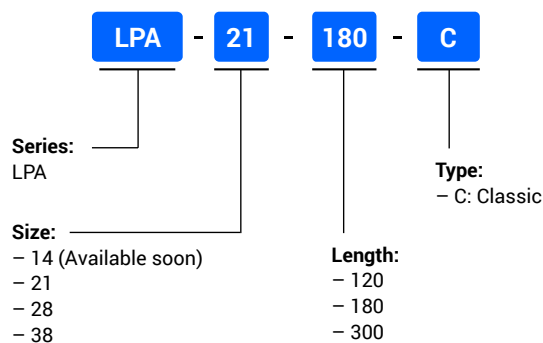 LPA - 21 - 180 - C
Series:
LPA
Type:
– C: Classic
Size:
– 14 (Available soon)
– 21
– 28
– 38
Length:
– 120
– 180
– 300